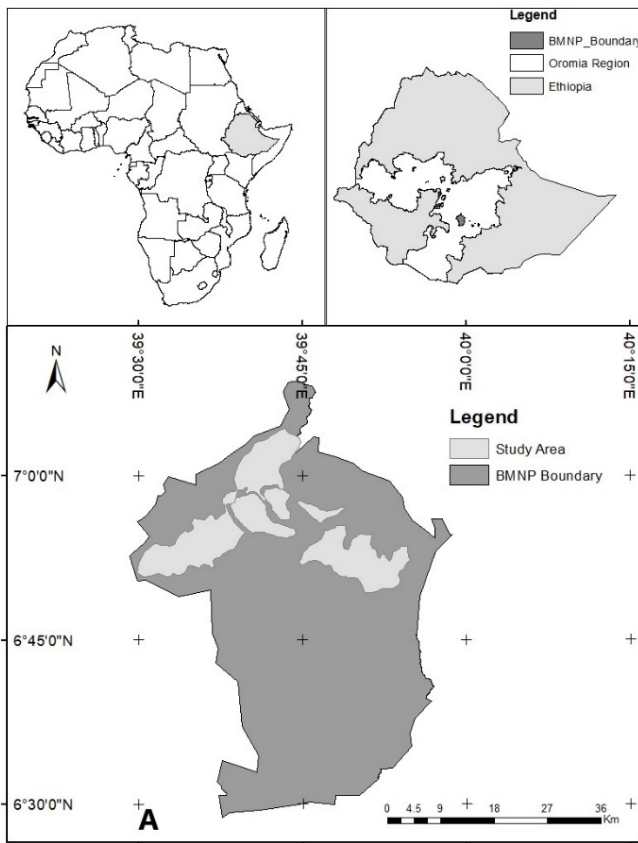 Legend
BMNP_Boundary
Oromia Region
Ethiopia
39°30'0"E
39°45'0"E
40°0'0"E
40°15'0"E
N
Legend
Study Area
BMNP Boundary
7°0'0"N
6°45'0"N
6°30'0"N
A
0 4.5 9 18 27 36
Km